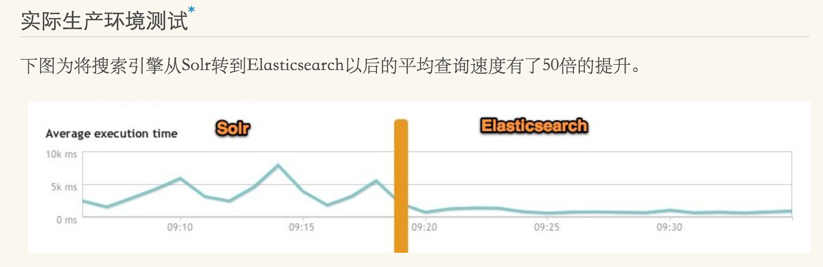 实际生产环境测试*
下图为将搜索引擎从Solr转到Elasticsearch以后的平均查询速度有了50倍的提升。
Solr
Elasticsearch
Average execution time
10k ms
5k ms
0 ms
09:10
09:15
09:20
09:25
09:30